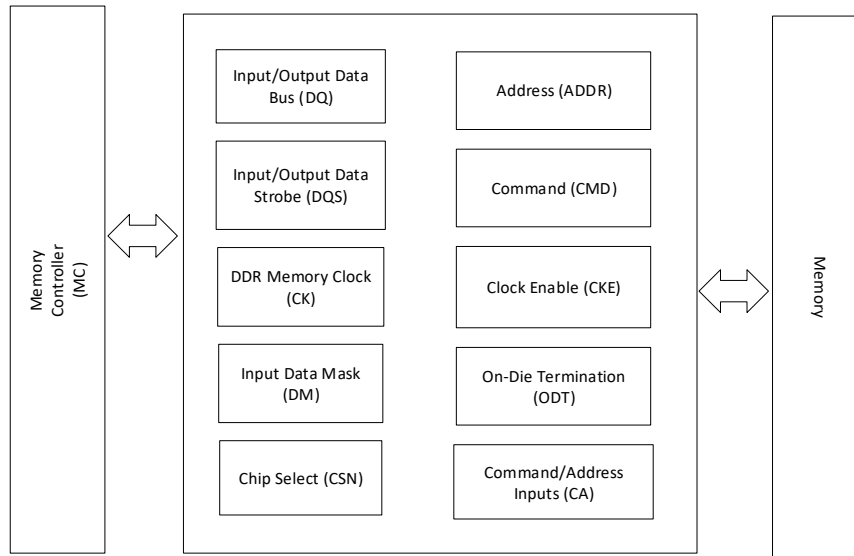 Memory
Controller
(MC)
Input/Output Data
Bus (DQ)
Input/Output Data
Strobe (DQS)
DDR Memory Clock
(CK)
Input Data Mask
(DM)
Chip Select (CSN)
Address (ADDR)
Command (CMD)
Clock Enable (CKE)
On-Die Termination
(ODT)
Command/Address
Inputs (CA)
Memory